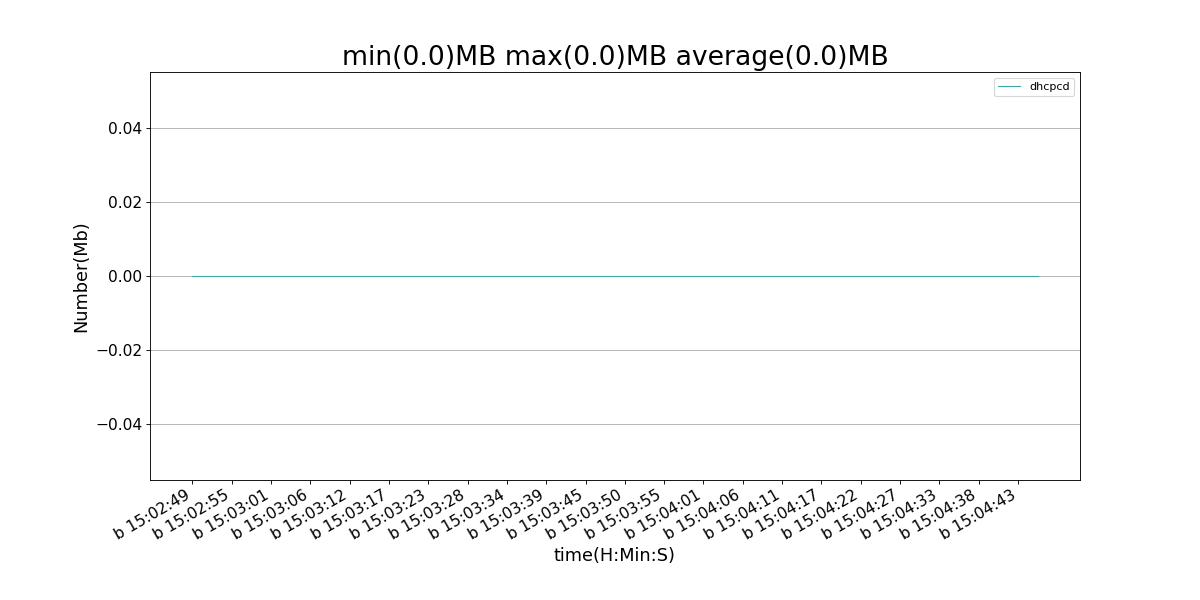 min(0.0)MB max(0.0)MB average(0.0)MB
dhcpcd
0.04
0.02
0.00
−0.02
−0.04
Number(Mb)
b 15:02:49
b 15:02:55
b 15:03:01
b 15:03:06
b 15:03:12
b 15:03:17
b 15:03:23
b 15:03:28
b 15:03:34
b 15:03:39
b 15:03:45
b 15:03:50
b 15:03:55
b 15:04:01
b 15:04:06
b 15:04:11
b 15:04:17
b 15:04:22
b 15:04:27
b 15:04:33
b 15:04:38
b 15:04:43
time(H:Min:S)